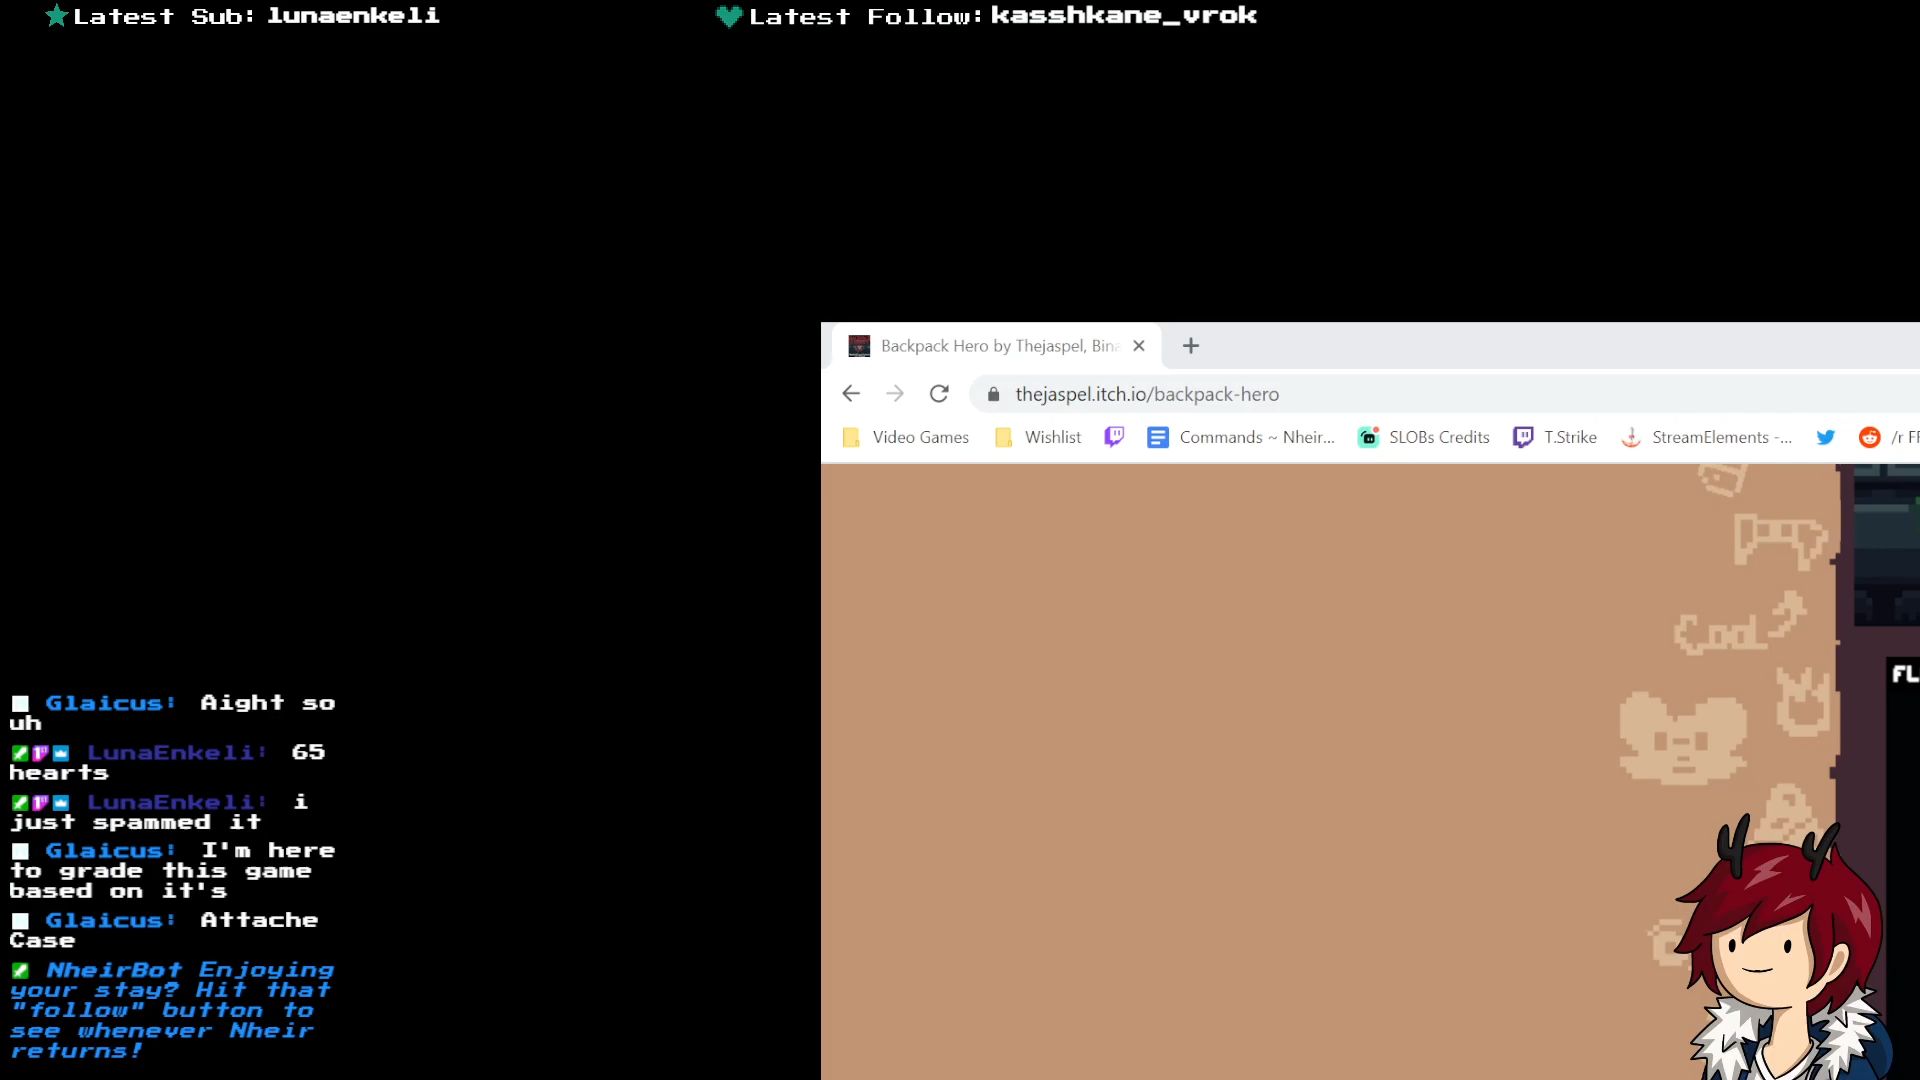 Latest Sub: lunaenkeli
Latest Follow: kasshkane_vrok
Backpack Hero by Thejaspel, Bina
thejaspel.itch.io/backpack-hero
Video Games
Wishlist
Commands ~ Nheir...
SLOBs Credits
T.Strike
StreamElements -...
/r FF
Cool
FL
Glaicus: Aight so
uh
LunaEnkeli: 65
hearts
LunaEnkeli: i
just spammed it
Glaicus: I'm here
to grade this game
based on it's
Glaicus: Attache
Case
NheirBot Enjoying
your stay? Hit that
"follow" button to
see whenever Nheir
returns!